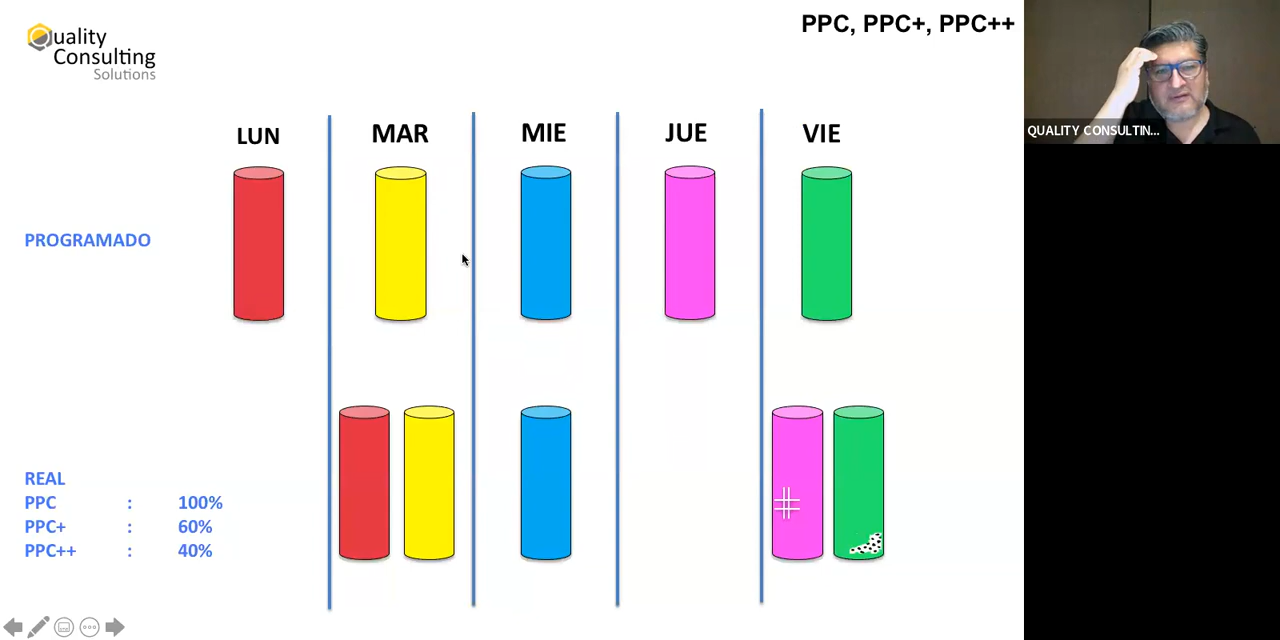 Quality
Consulting
Solutions
PPC, PPC+, PPC++
QUALITY CONSULTIN...
LUN MAR MIE JUE VIE
PROGRAMADO
REAL
PPC : 100%
PPC+ : 60%
PPC++ : 40%